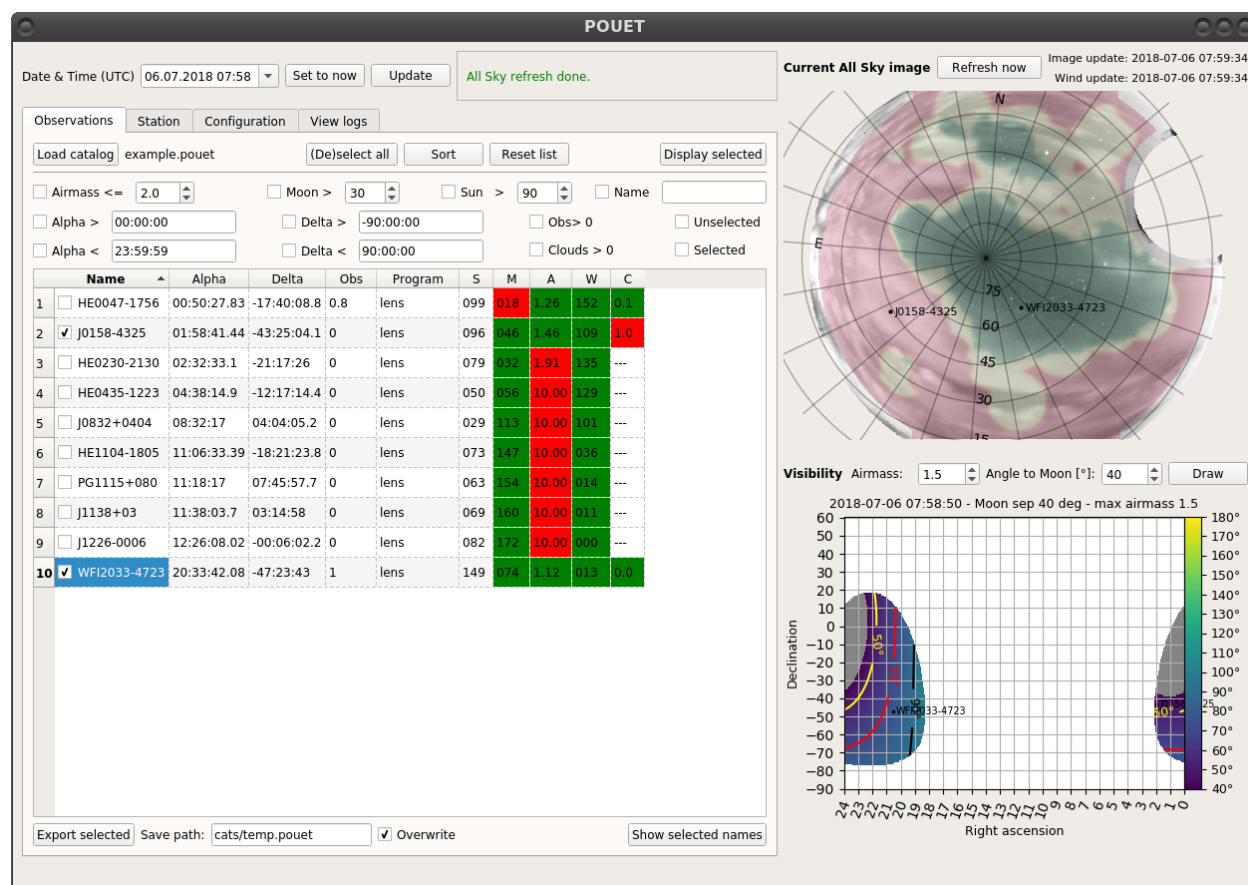 POUET
Date & Time (UTC) 06.07.2018 07:58 Set to now Update All Sky refresh done.
Current All Sky image Refresh now Image update: 2018-07-06 07:59:34
Wind update: 2018-07-06 07:59:34
Observations Station Configuration View logs
Load catalog example.pouet (De)select all Sort Reset list Display selected
Airmass <= 2.0 Moon > 30 Sun > 90 Name
Alpha > 00:00:00 Delta > -90:00:00 Obs> 0 Unselected
Alpha < 23:59:59 Delta < 90:00:00 Clouds > 0 Selected
Name Alpha Delta Obs Program S M A W C
1 HE0047-1756 00:50:27.83 -17:40:08.8 0.8 lens 099 018 1.26 152 0.1
2 J0158-4325 01:58:41.44 -43:25:04.1 0 lens 096 046 1.46 109 1.0
3 HE0230-2130 02:32:33.1 -21:17:26 0 lens 079 032 1.91 135 ---
4 HE0435-1223 04:38:14.9 -12:17:14.4 0 lens 050 056 10.00 129 ---
5 J0832+0404 08:32:17 04:04:05.2 0 lens 029 113 10.00 101 ---
6 HE1104-1805 11:06:33.39 -18:21:23.8 0 lens 073 147 10.00 036 ---
7 PG1115+080 11:18:17 07:45:57.7 0 lens 063 154 10.00 014 ---
8 J1138+03 11:38:03.7 03:14:58 0 lens 069 160 10.00 011 ---
9 J1226-0006 12:26:08.02 -00:06:02.2 0 lens 082 172 10.00 000 ---
10 WFI2033-4723 20:33:42.08 -47:23:43 1 lens 149 074 1.12 013 0.0
Export selected Save path: cats/temp.pouet Overwrite Show selected names
N
E
75
J0158-4325 WFI2033-4723
60
45
30
15
Visibility Airmass: 1.5 Angle to Moon [°]: 40 Draw
2018-07-06 07:58:50 - Moon sep 40 deg - max airmass 1.5
Declination
60
50
40
30
20
10
0
−10
−20
−30
−40
−50
−60
−70
−80
−90
50°
WFI2033-4723
50°
24 23 22 21 20 19 18 17 16 15 14 13 12 11 10 9 8 7 6 5 4 3 2 1 0
Right ascension
180°
170°
160°
150°
140°
130°
120°
110°
100°
90°
80°
70°
60°
50°
40°